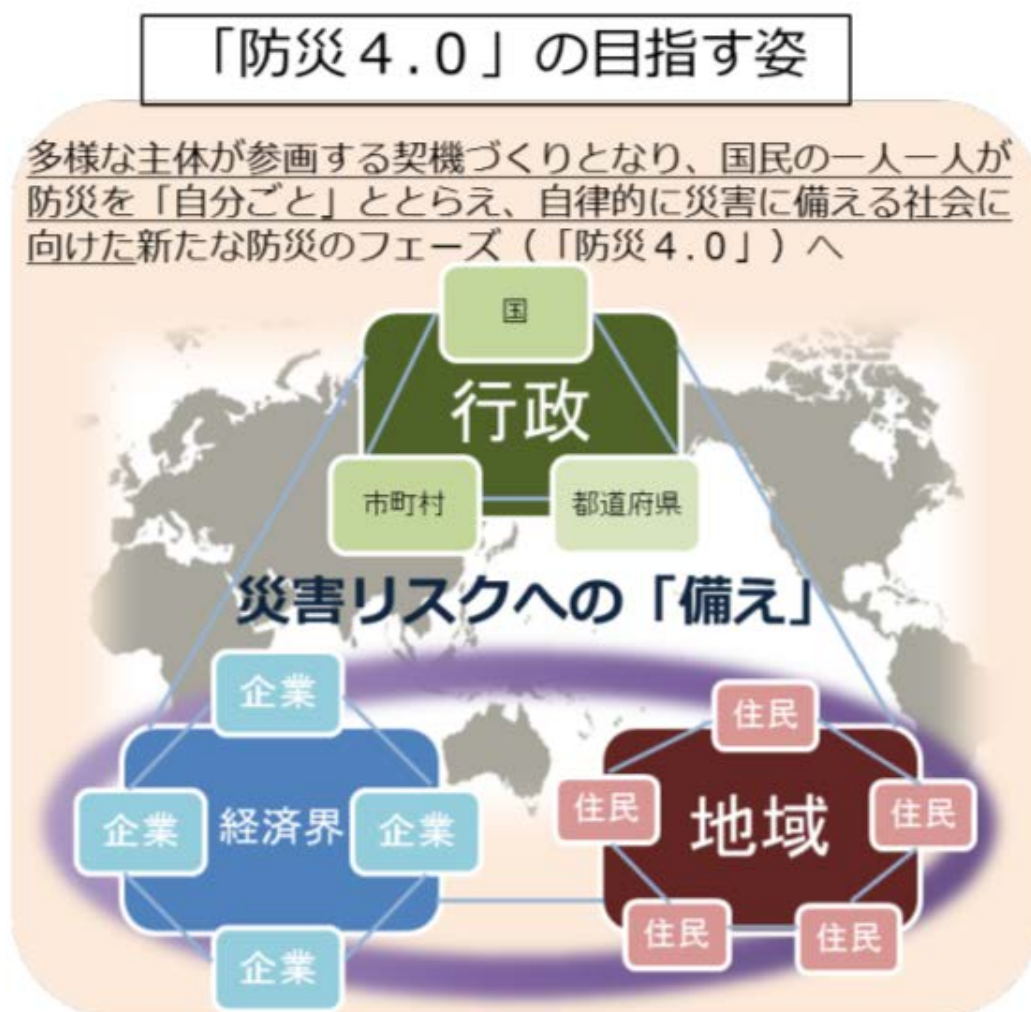 「防災４.０」の目指す姿
多様な主体が参画する契機づくりとなり、国民の一人一人が
防災を「自分ごと」ととらえ、自律的に災害に備える社会に
向けた新たな防災のフェーズ（「防災４.０」）へ
国
行政
市町村
都道府県
災害リスクへの「備え」
企業
企業
経済界
企業
企業
住民
住民
地域
住民
住民
住民